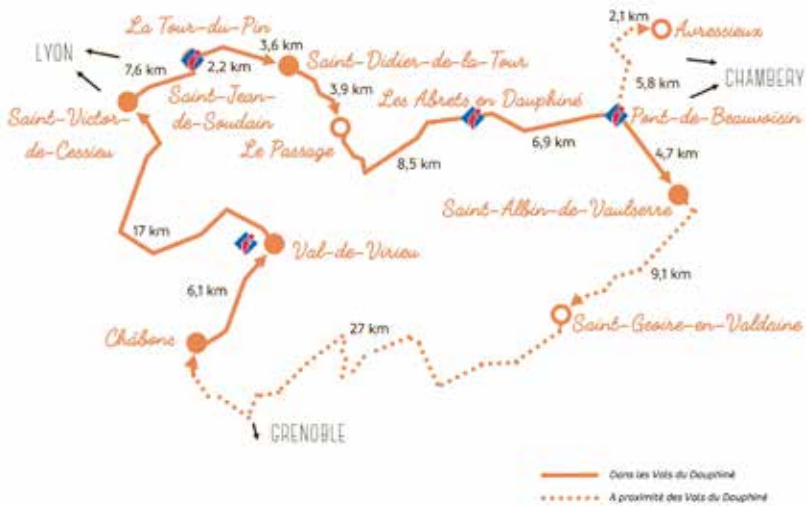 La Tour-du-Pin
2,1 km
Avressieux
LYON
3,6 km
Saint-Didier-de-la-Tour
7,6 km
2,2 km
5,8 km
CHAMBERY
3,9 km
Saint-Jean-
de-Soudain
Les Abrets en Dauphiné
Saint-Victor-
de-Cessieu
Pont-de-Beauvoisin
Le Passage
6,9 km
4,7 km
8,5 km
Saint-Albin-de-Vaulserre
17 km
Val-de-Virieu
9,1 km
6,1 km
Saint-Geoire-en-Valdaine
27 km
Châbons
GRENOBLE
Dans les Vals du Dauphiné
A proximité des Vals du Dauphiné